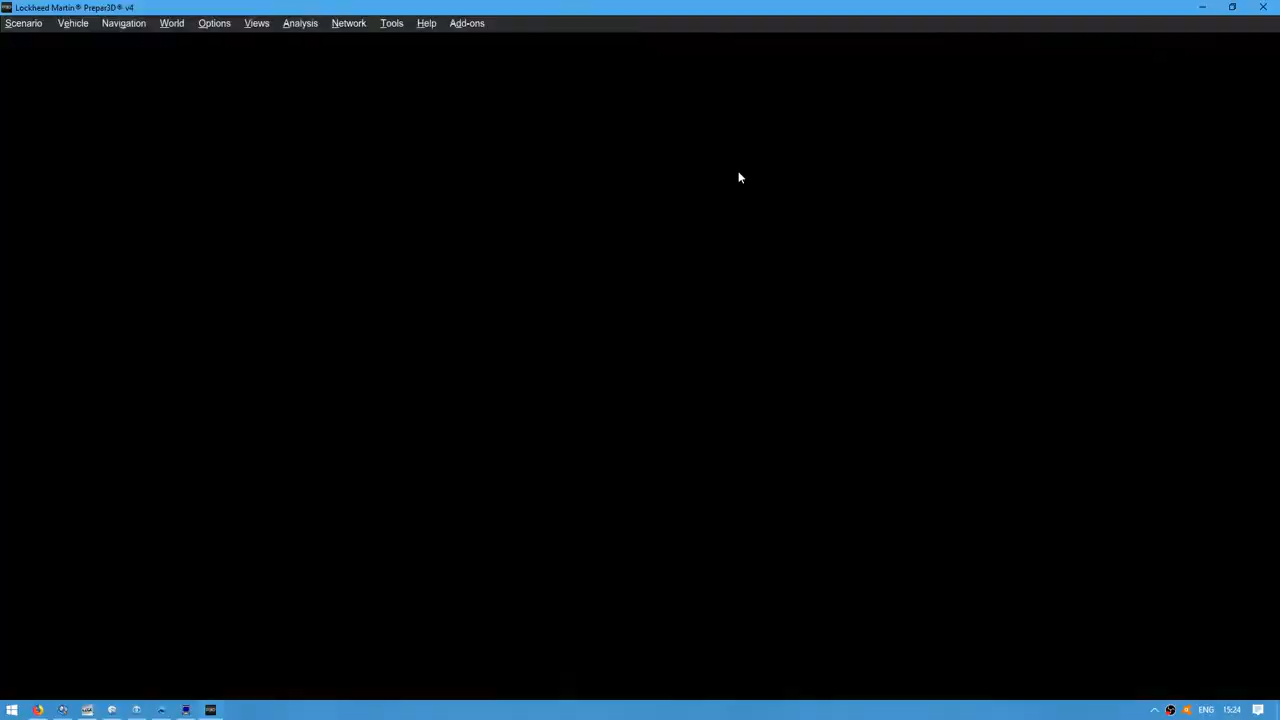 Lockheed Martin® Prepar3D® v4
Scenario Vehicle Navigation World Options Views Analysis Network Tools Help Add-ons
ENG 15:24